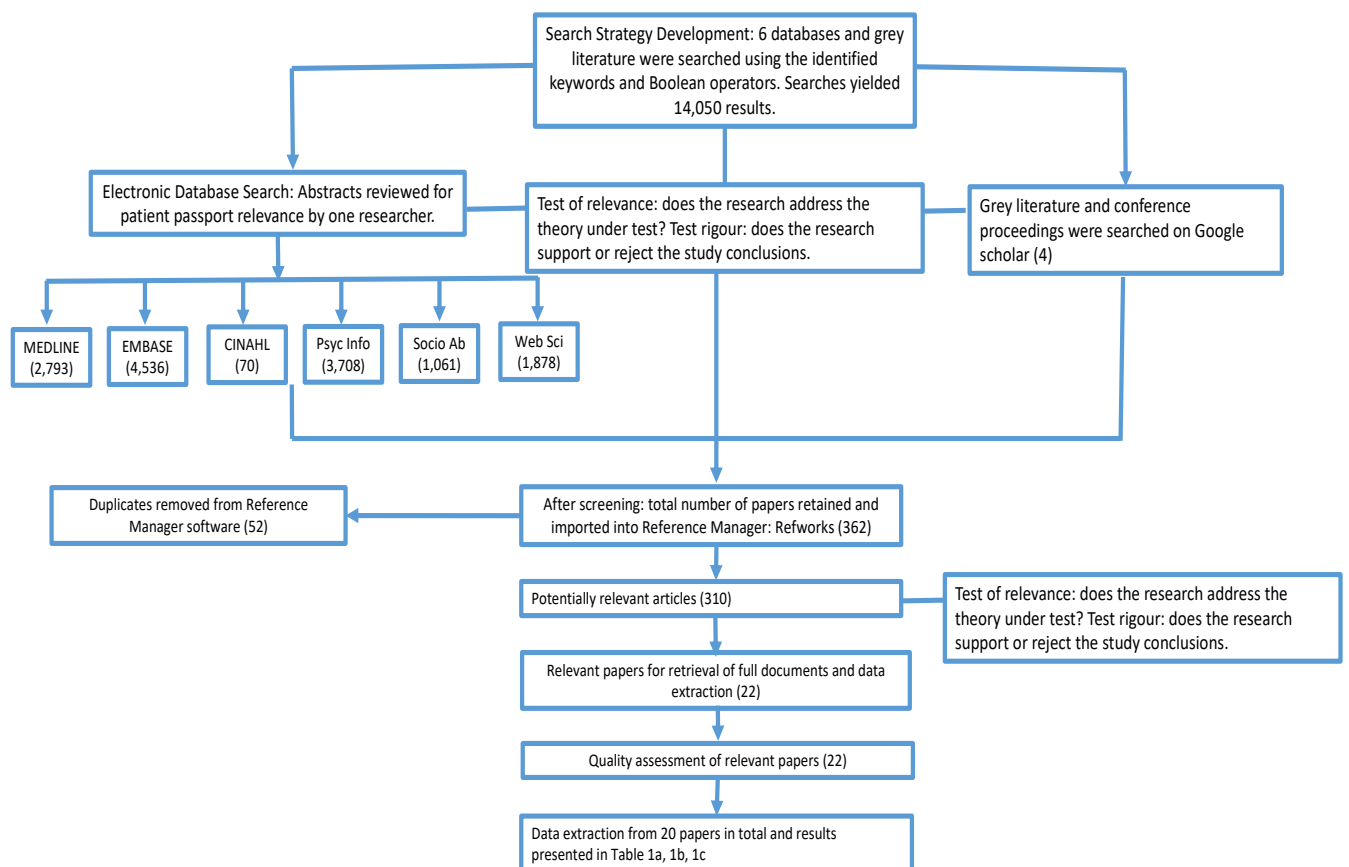 Search Strategy Development: 6 databases and grey
literature were searched using the identified
keywords and Boolean operators. Searches yielded
14,050 results.
Electronic Database Search: Abstracts reviewed for
patient passport relevance by one researcher.
Test of relevance: does the research address the
theory under test? Test rigour: does the research
support or reject the study conclusions.
Grey literature and conference
proceedings were searched on Google
scholar (4)
MEDLINE
(2,793)
EMBASE
(4,536)
CINAHL
(70)
Psyc Info
(3,708)
Socio Ab
(1,061)
Web Sci
(1,878)
Duplicates removed from Reference
Manager software (52)
After screening: total number of papers retained and
imported into Reference Manager: Refworks (362)
Potentially relevant articles (310)
Test of relevance: does the research address the
theory under test? Test rigour: does the research
support or reject the study conclusions.
Relevant papers for retrieval of full documents and data
extraction (22)
Quality assessment of relevant papers (22)
Data extraction from 20 papers in total and results
presented in Table 1a, 1b, 1c